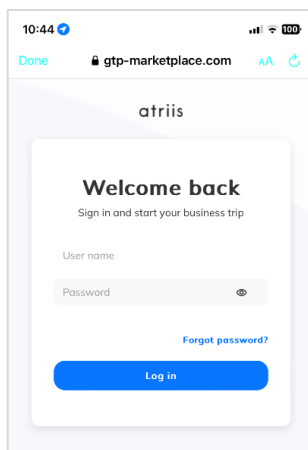 10:44
100
Done
gtp-marketplace.com
AA
atriis
Welcome back
Sign in and start your business trip
User name
Password
Forgot password?
Log in